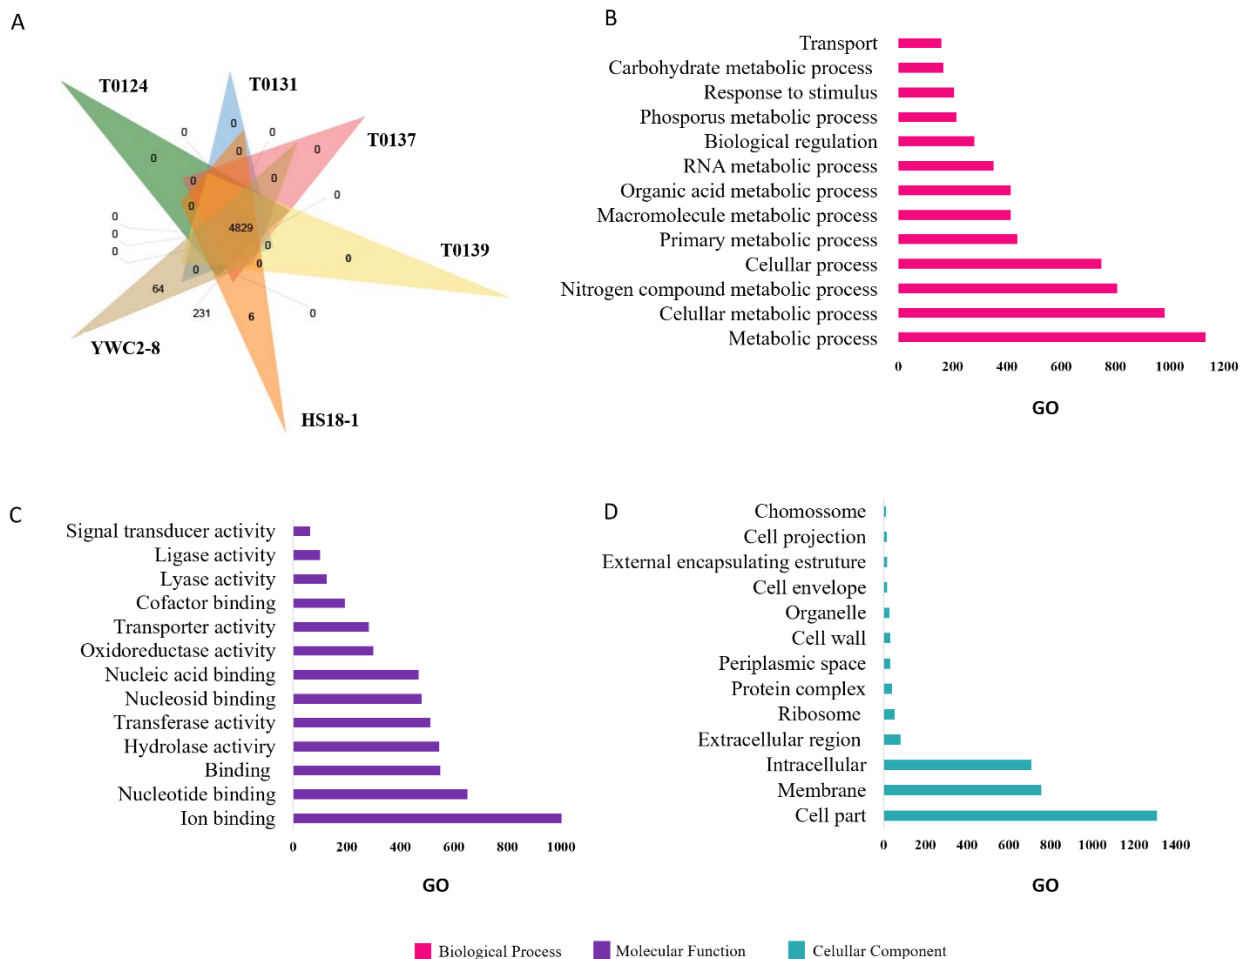 A
T0124
T0131
T0137
T0139
HS18-1
YWC2-8
0
0
0
0
0
0
0
0
0
0
0
0
0
4829
0
0
0
0
64
231
6
0
B
Transport
Carbohydrate metabolic process
Response to stimulus
Phosporus metabolic process
Biological regulation
RNA metabolic process
Organic acid metabolic process
Macromolecule metabolic process
Primary metabolic process
Celullar process
Nitrogen compound metabolic process
Celullar metabolic process
Metabolic process
0 200 400 600 800 1000 1200
GO
C
Signal transducer activity
Ligase activity
Lyase activity
Cofactor binding
Transporter activity
Oxidoreductase activity
Nucleic acid binding
Nucleosid binding
Transferase activity
Hydrolase activiry
Binding
Nucleotide binding
Ion binding
0 200 400 600 800 1000
GO
D
Chomossome
Cell projection
External encapsulating estruture
Cell envelope
Organelle
Cell wall
Periplasmic space
Protein complex
Ribosome
Extracellular region
Intracellular
Membrane
Cell part
0 200 400 600 800 1000 1200 1400
GO
Biological Process
Molecular Function
Celullar Component